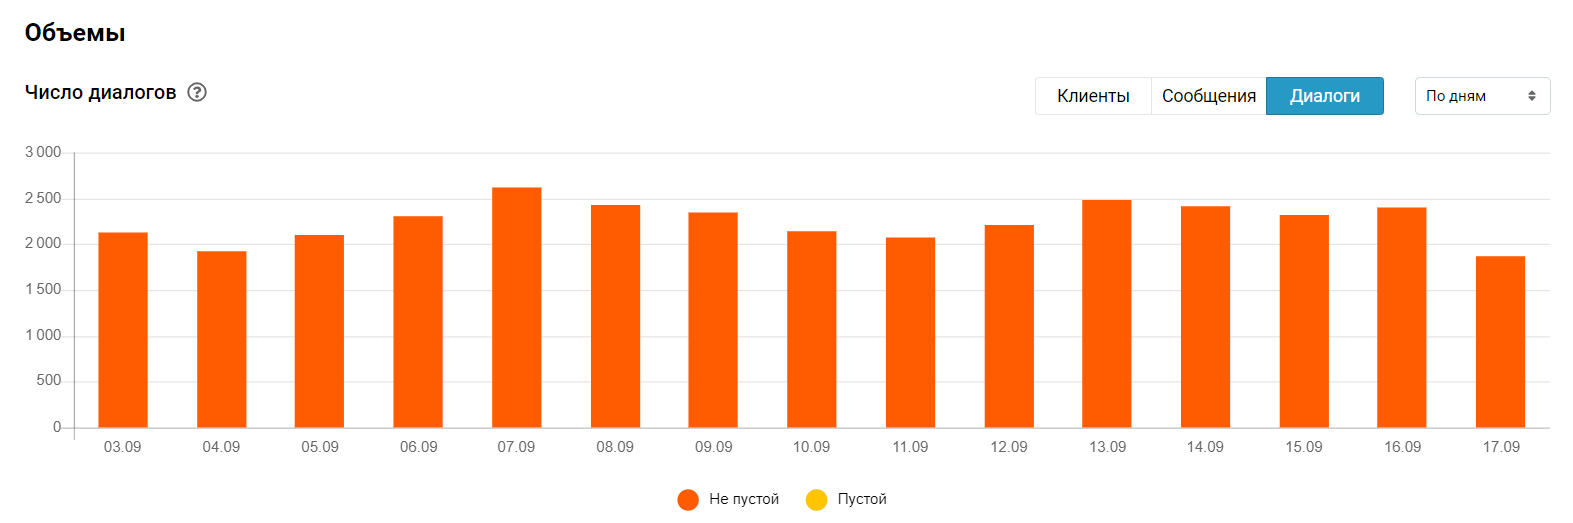 Объемы
Число диалогов ?
Клиенты Сообщения Диалоги По дням
3 000
2 500
2 000
1 500
1 000
500
0
03.09 04.09 05.09 06.09 07.09 08.09 09.09 10.09 11.09 12.09 13.09 14.09 15.09 16.09 17.09
Не пустой Пустой